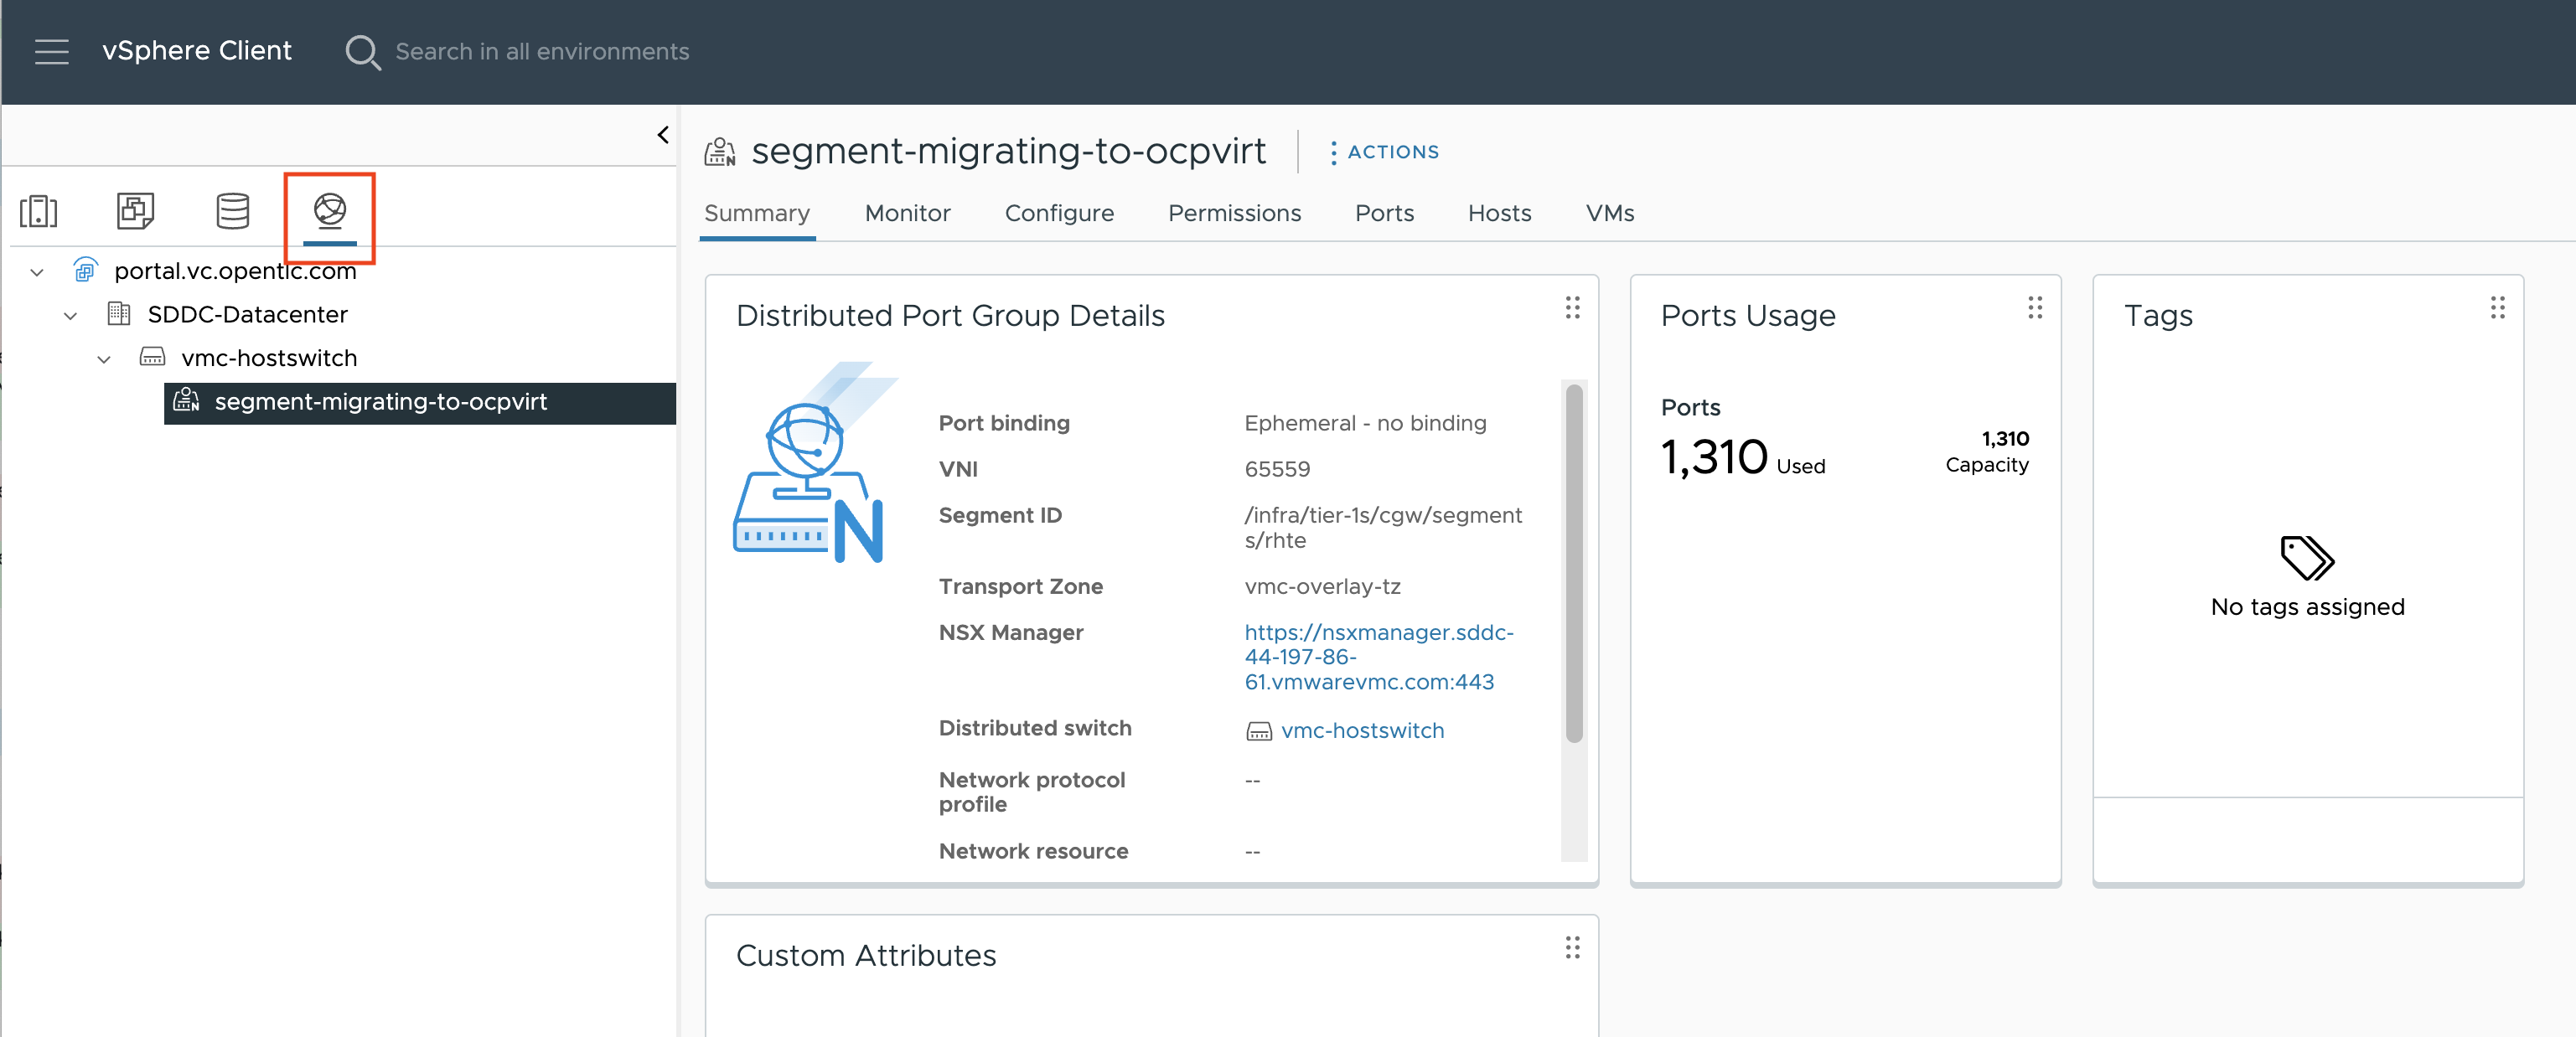 vSphere Client
Search in all environments
segment-migrating-to-ocpvirt
ACTIONS
Summary
Monitor
Configure
Permissions
Ports
Hosts
VMs
portal.vc.opentlc.com
SDDC-Datacenter
vmc-hostswitch
segment-migrating-to-ocpvirt
Distributed Port Group Details
N
Port binding
Ephemeral - no binding
VNI
65559
Segment ID
/infra/tier-1s/cgw/segment
s/rhte
Transport Zone
vmc-overlay-tz
NSX Manager
https://nsxmanager.sddc-
44-197-86-
61.vmwarevmc.com:443
Distributed switch
vmc-hostswitch
Network protocol
profile
--
Network resource
--
Ports Usage
Ports
1,310 Used
1,310
Capacity
Tags
No tags assigned
Custom Attributes